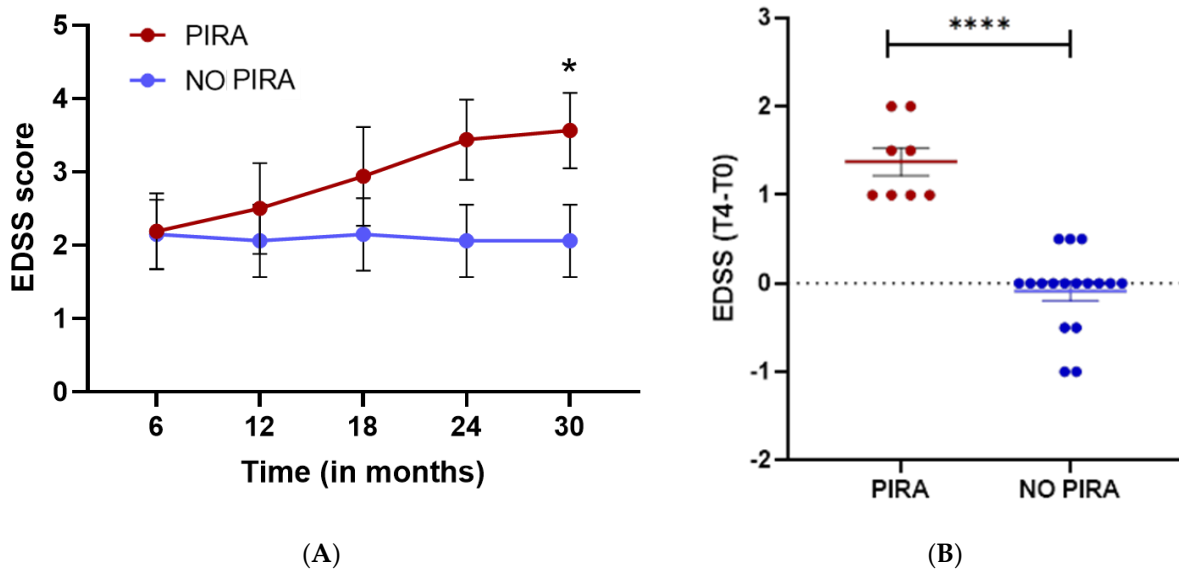 PIRA
NO PIRA
*
5
4
3
2
1
0
EDSS score
6 12 18 24 30
Time (in months)
(A)
****
3
2
1
0
-1
-2
EDSS (T4-T0)
PIRA NO PIRA
(B)